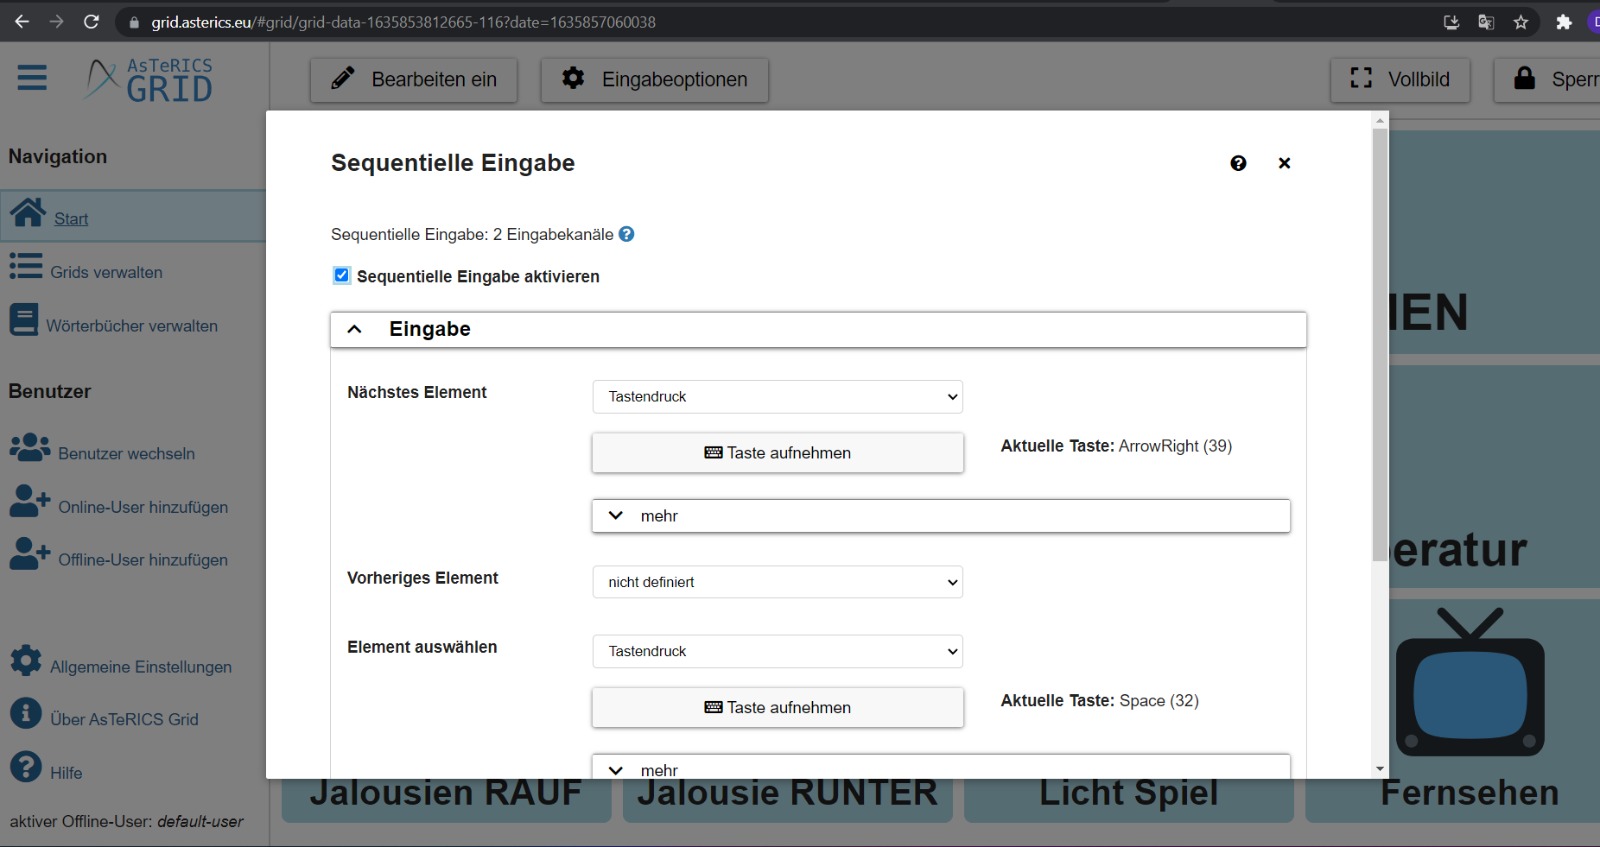 grid.asterics.eu/#grid/grid-data-1635853812665-116?date=1635857060038
AsTeRICS
GRID
Bearbeiten ein
Eingabeoptionen
Vollbild
Sperr
Navigation
Start
Grids verwalten
Wörterbücher verwalten
Benutzer
Benutzer wechseln
Online-User hinzufügen
Offline-User hinzufügen
Allgemeine Einstellungen
Über AsTeRICS Grid
Hilfe
aktiver Offline-User: default-user
Sequentielle Eingabe
Sequentielle Eingabe: 2 Eingabekanäle
Sequentielle Eingabe aktivieren
Eingabe
Nächstes Element
Tastendruck
Taste aufnehmen
Aktuelle Taste: ArrowRight (39)
mehr
Vorheriges Element
nicht definiert
Element auswählen
Tastendruck
Taste aufnehmen
Aktuelle Taste: Space (32)
mehr
IEN
eratur
Jalousien RAUF
Jalousie RUNTER
Licht Spiel
Fernsehen